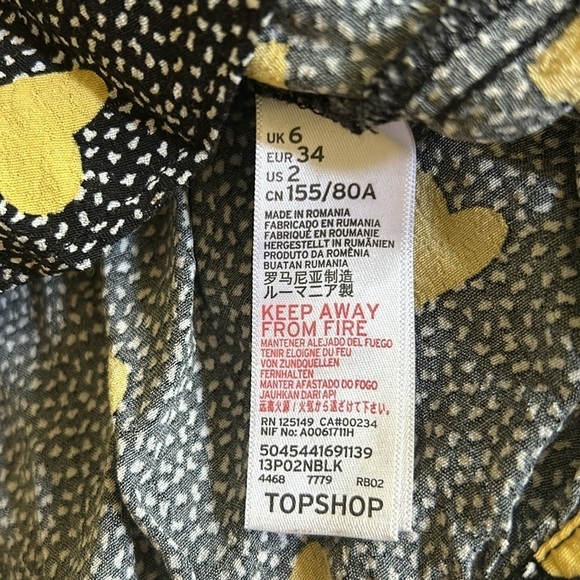 UK 6
EUR 34
US 2
CN 155/80A
MADE IN ROMANIA
FABRICADO EN RUMANIA
FABRIQUÉ EN ROUMANIE
HERGESTELLT IN RUMÄNIEN
PRODUTO DA ROMÊNIA
BUATAN RUMANIA
罗马尼亚制造
ルーマニア製
KEEP AWAY
FROM FIRE
MANTENER ALEJADO DEL FUEGO
TENIR ELOIGNE DU FEU
VON ZUNDQUELLEN
FERNHALTEN
MANTER AFASTADO DO FOGO
JAUHKAN DARI API
远离火源 / 火気から遠ざけて下さい。
RN 125149 CA#00234
NIF No: A0061711H
5045441691139
13P02NBLK
4468 7779 RB02
TOPSHOP